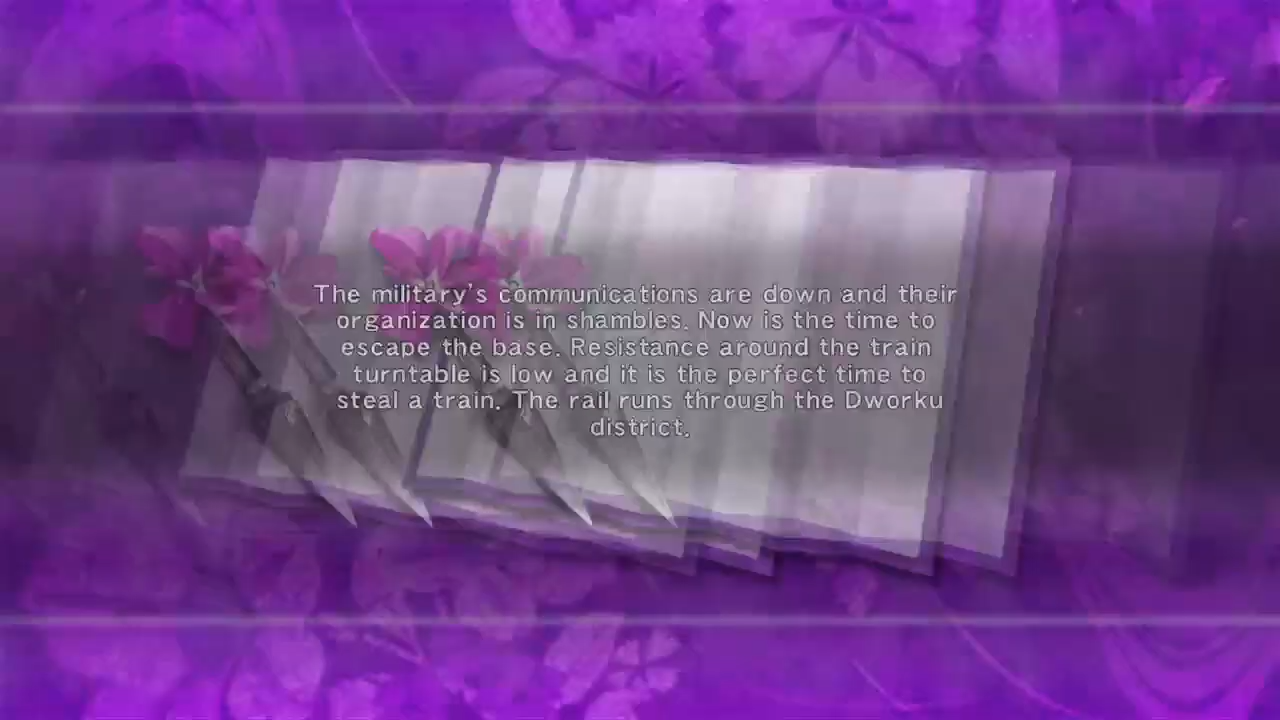 The military's communications are down and their
organization is in shambles. Now is the time to
escape the base. Resistance around the train
turntable is low and it is the perfect time to
steal a train. The rail runs through the Dworku
district.